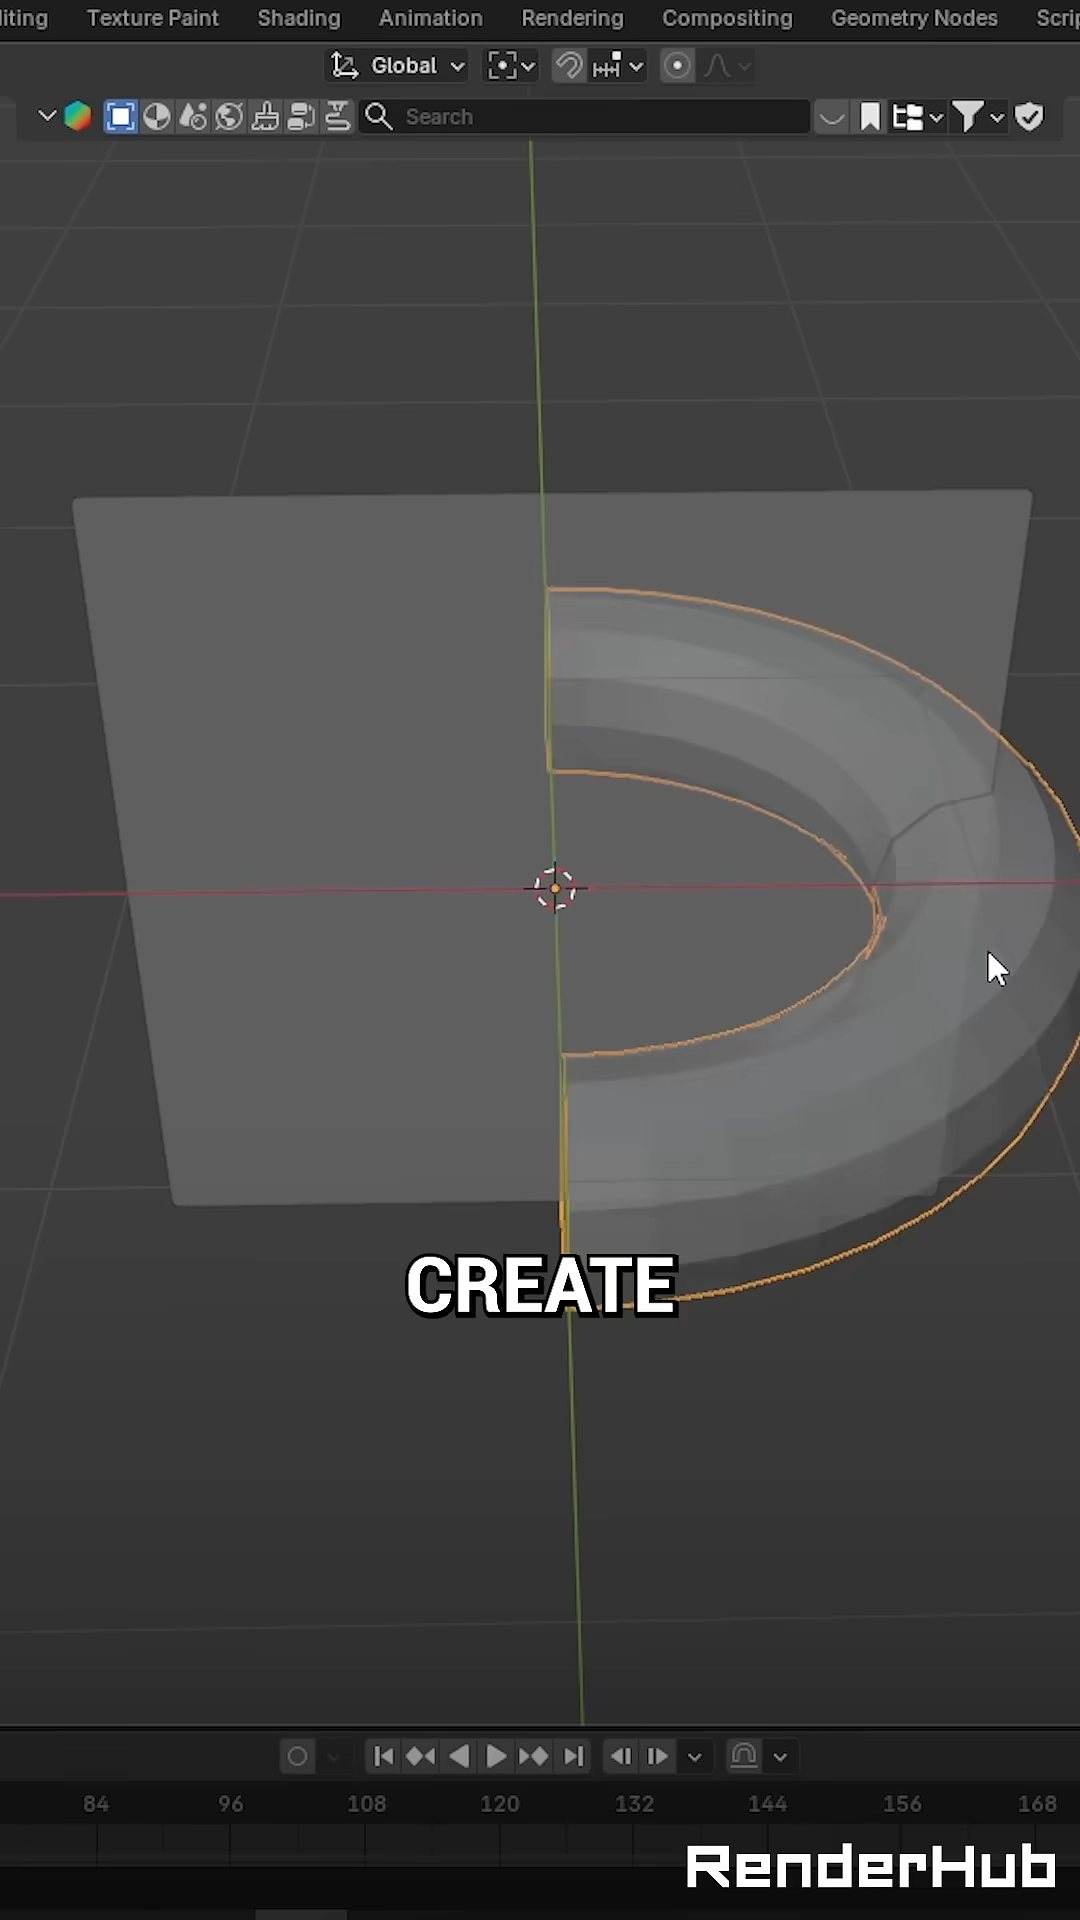 liting Texture Paint Shading Animation Rendering Compositing Geometry Nodes Scrip
Global
Search
CREATE
84 96 108 120 132 144 156 168
RenderHub